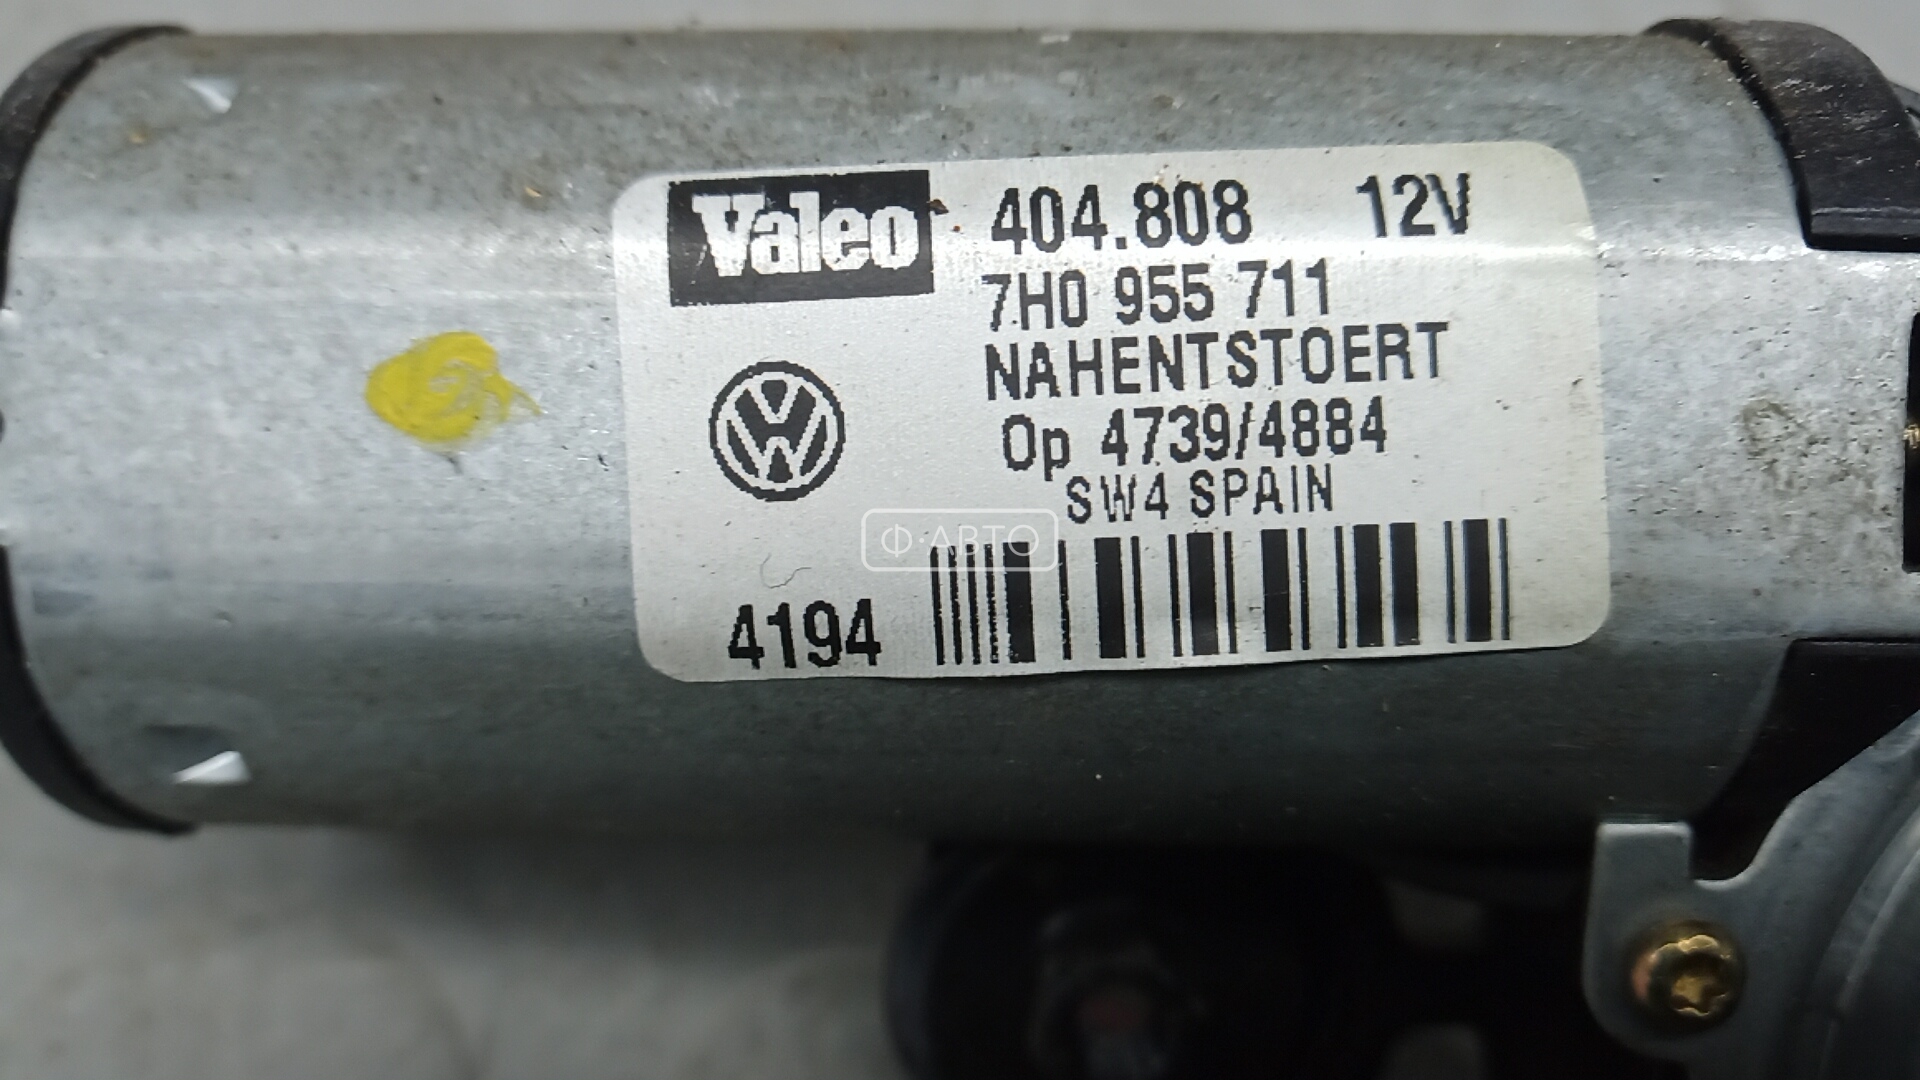 Valeo 404.808 12V
7H0 955 711
NAHENTSTOERT
Op 4739/4884
SW4 SPAIN
Ф·АВТО
4194